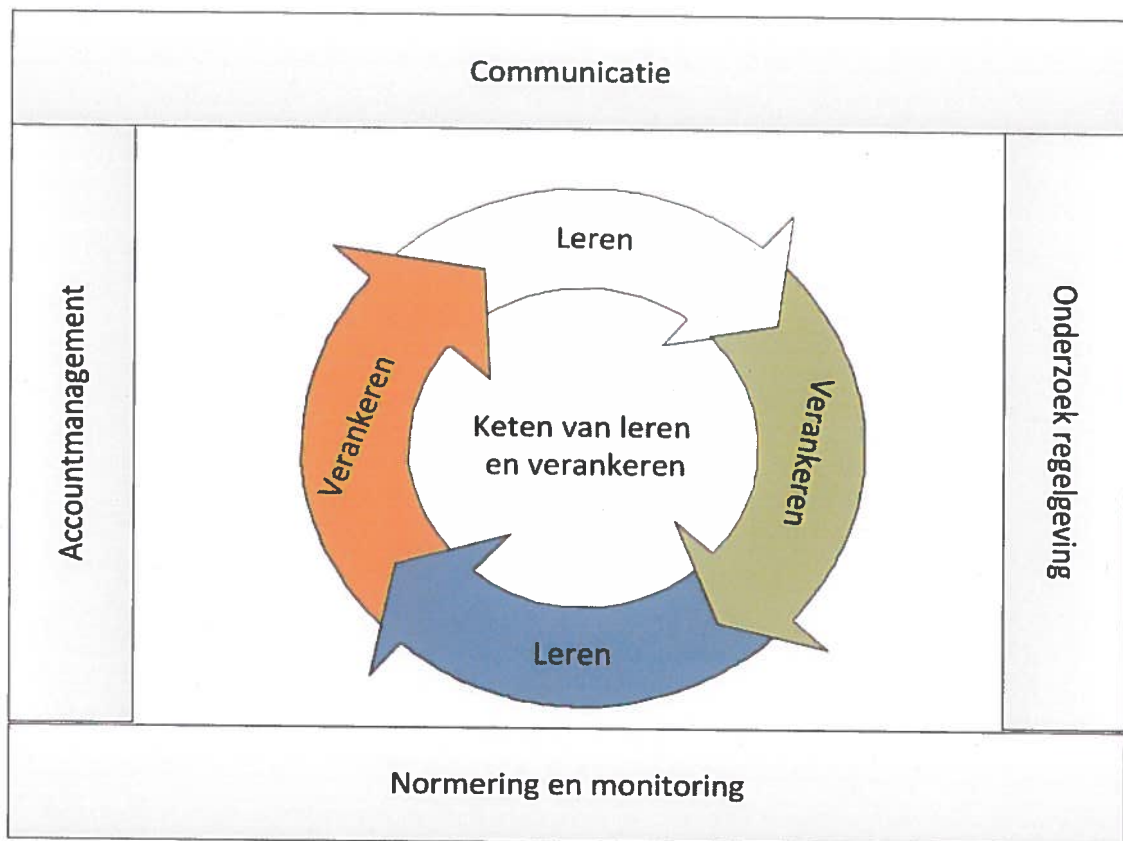 Communicatie
Accountmanagement
Leren
Verankeren
Keten van leren
en verankeren
Verankeren
Leren
Onderzoek regelgeving
Normering en monitoring